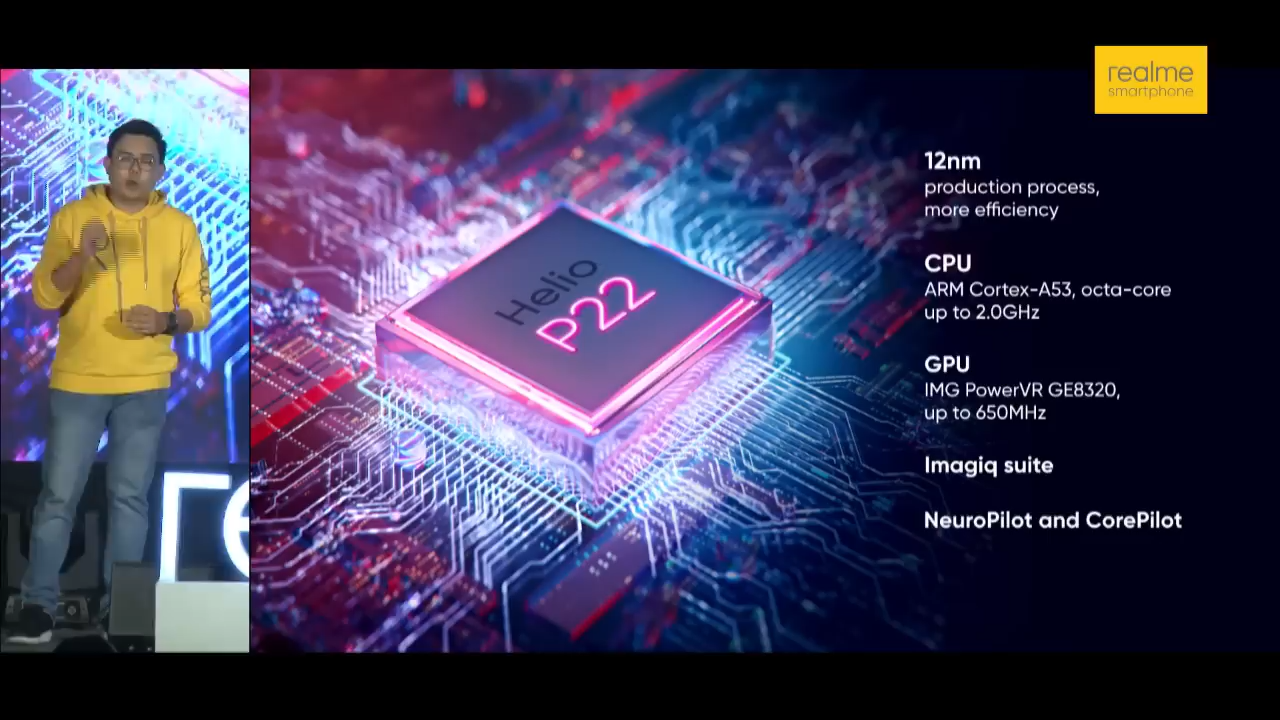 realme
smartphone
12nm
production process,
more efficiency
CPU
ARM Cortex-A53, octa-core
up to 2.0GHz
GPU
IMG PowerVR GE8320,
up to 650MHz
Imagiq suite
NeuroPilot and CorePilot
Helio
P22
re